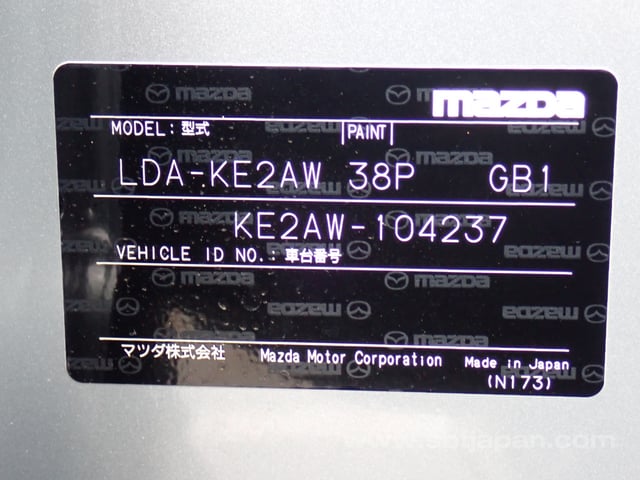 mazda
MODEL: 型式 PAINT
LDA-KE2AW 38P GB1
KE2AW-104237
VEHICLE ID NO.: 車台番号
マツダ株式会社 Mazda Motor Corporation Made in Japan
(N173)